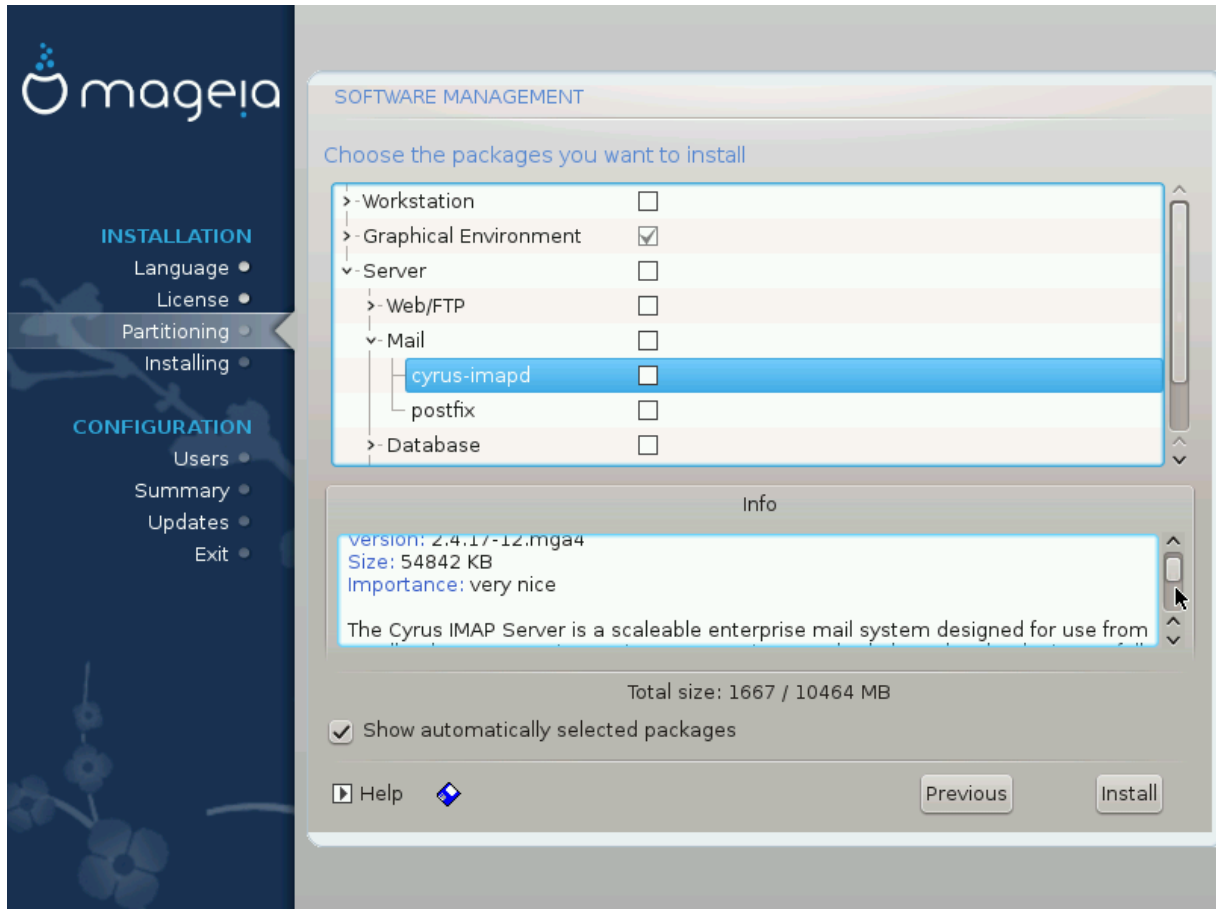 mageia
INSTALLATION
Language
License
Partitioning
Installing
CONFIGURATION
Users
Summary
Updates
Exit
SOFTWARE MANAGEMENT
Choose the packages you want to install
Workstation
Graphical Environment
Server
Web/FTP
Mail
cyrus-imapd
postfix
Database
Info
Version: 2.4.17-12.mga4
Size: 54842 KB
Importance: very nice
The Cyrus IMAP Server is a scaleable enterprise mail system designed for use from
Total size: 1667 / 10464 MB
Show automatically selected packages
Help
Previous
Install